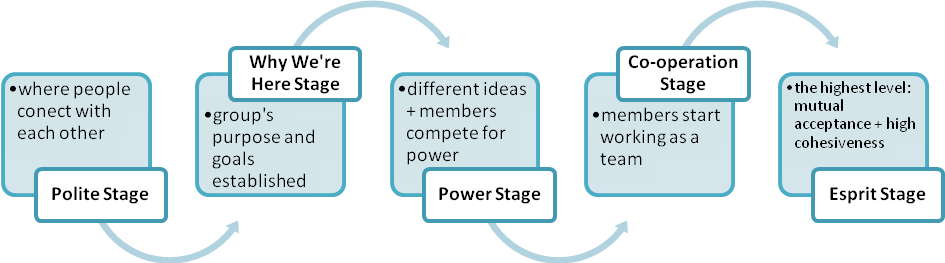 •where people
conect with
each other
Polite Stage
Why We're
Here Stage
•group's
purpose and
goals
established
•different ideas
+ members
compete for
power
Power Stage
Co-operation
Stage
•members start
working as a
team
•the highest level:
mutual
acceptance + high
cohesiveness
Esprit Stage